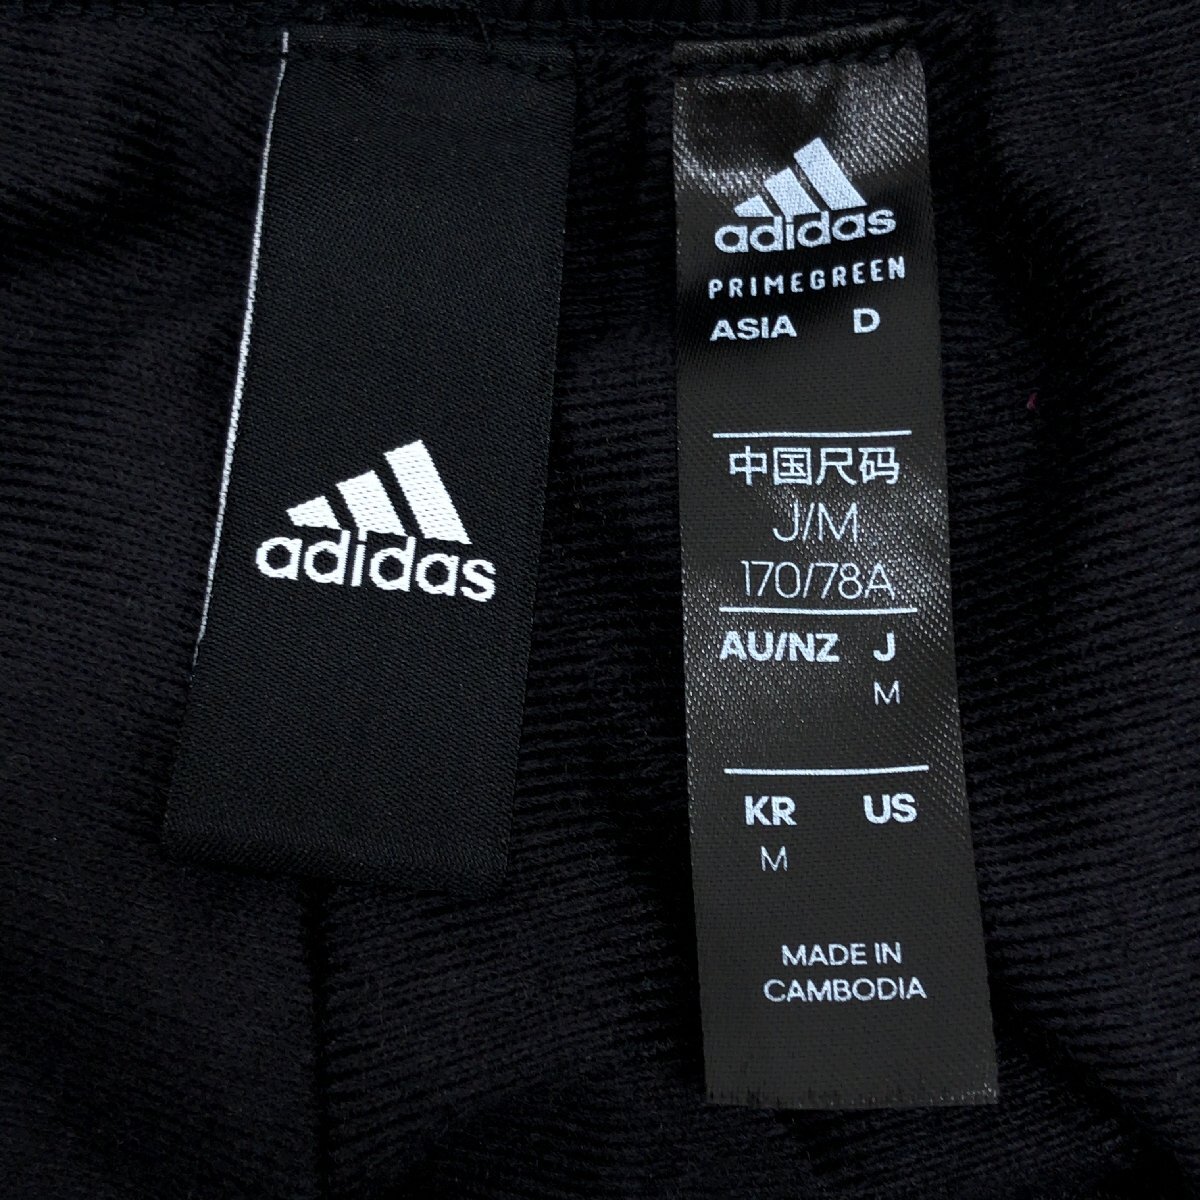 adidas
adidas
PRIMEGREEN
ASIA D
中国尺码
J/M
170/78A
AU/NZ J
M
KR US
M
MADE IN
CAMBODIA